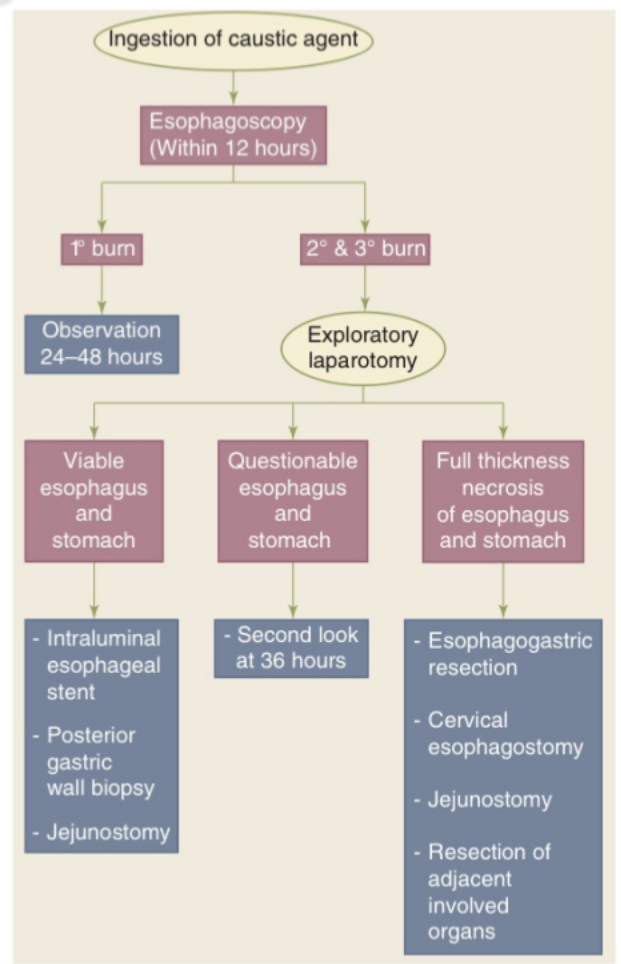 Ingestion of caustic agent
Esophagoscopy
(Within 12 hours)
1° burn
2° & 3° burn
Observation
24–48 hours
Exploratory
laparotomy
Viable
esophagus
and
stomach
Questionable
esophagus
and
stomach
Full thickness
necrosis
of esophagus
and stomach
- Intraluminal
esophageal
stent
- Posterior
gastric
wall biopsy
- Jejunostomy
- Second look
at 36 hours
- Esophagogastric
resection
- Cervical
esophagostomy
- Jejunostomy
- Resection of
adjacent
involved
organs